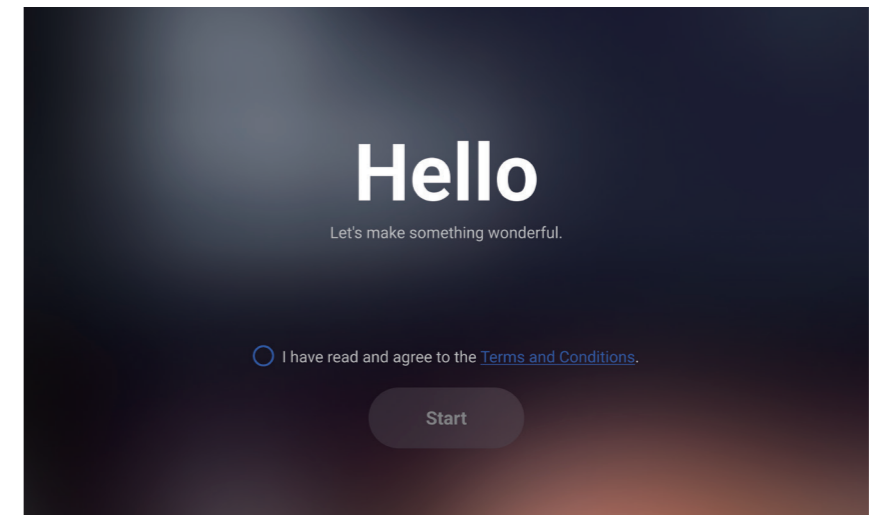 Hello
Let's make something wonderful.
I have read and agree to the Terms and Conditions.
Start